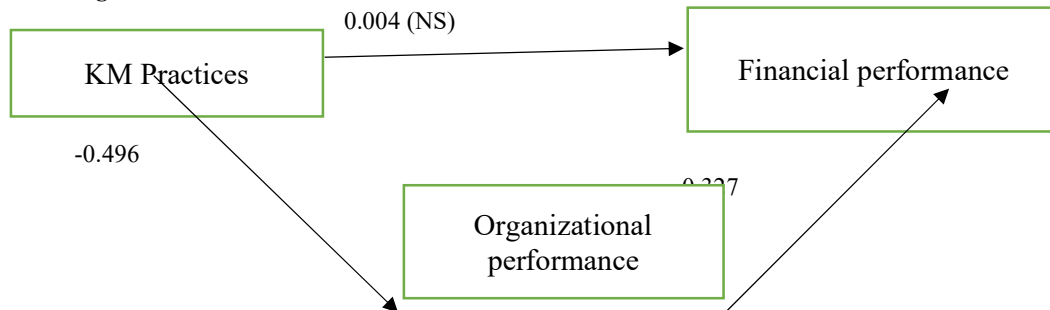 0.004 (NS)
KM Practices
Financial performance
-0.496
Organizational
performance